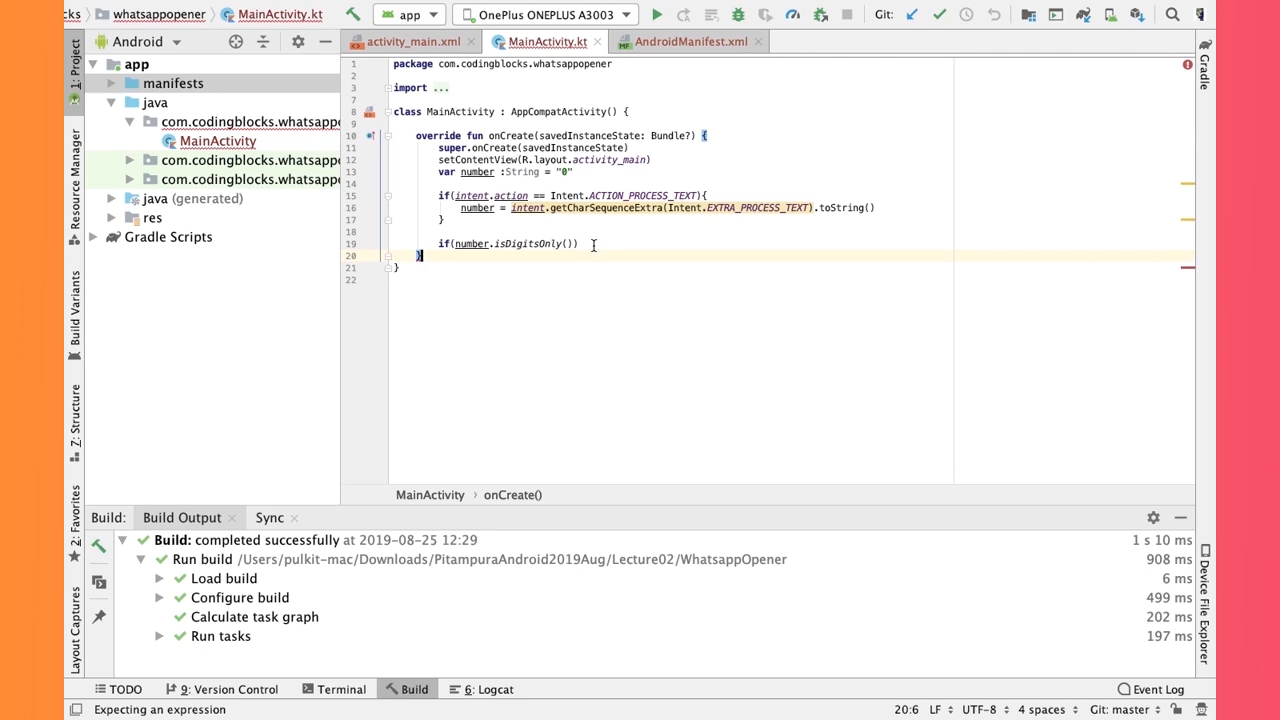 cks whatsappopener MainActivity.kt app OnePlus ONEPLUS A3003 Git:
Android activity_main.xml MainActivity.kt AndroidManifest.xml
1: Project
Resource Manager
Build Variants
7: Structure
2: Favorites
Layout Captures
app
manifests
java
com.codingblocks.whatsappo
MainActivity
com.codingblocks.whatsappo
com.codingblocks.whatsappo
java (generated)
res
Gradle Scripts
1 package com.codingblocks.whatsappopener
2
3 import ...
7
8 class MainActivity : AppCompatActivity() {
9
10 override fun onCreate(savedInstanceState: Bundle?) {
11 super.onCreate(savedInstanceState)
12 setContentView(R.layout.activity_main)
13 var number :String = "0"
14
15 if(intent.action == Intent.ACTION_PROCESS_TEXT){
16 number = intent.getCharSequenceExtra(Intent.EXTRA_PROCESS_TEXT).toString()
17 }
18
19 if(number.isDigitsOnly())
20 }
21 }
22
MainActivity onCreate()
Gradle
Device File Explorer
Build: Build Output Sync
Build: completed successfully at 2019-08-25 12:29 1 s 10 ms
Run build /Users/pulkit-mac/Downloads/PitampuraAndroid2019Aug/Lecture02/WhatsappOpener 908 ms
Load build 6 ms
Configure build 499 ms
Calculate task graph 202 ms
Run tasks 197 ms
TODO 9: Version Control Terminal Build 6: Logcat Event Log
Expecting an expression 20:6 LF UTF-8 4 spaces Git: master